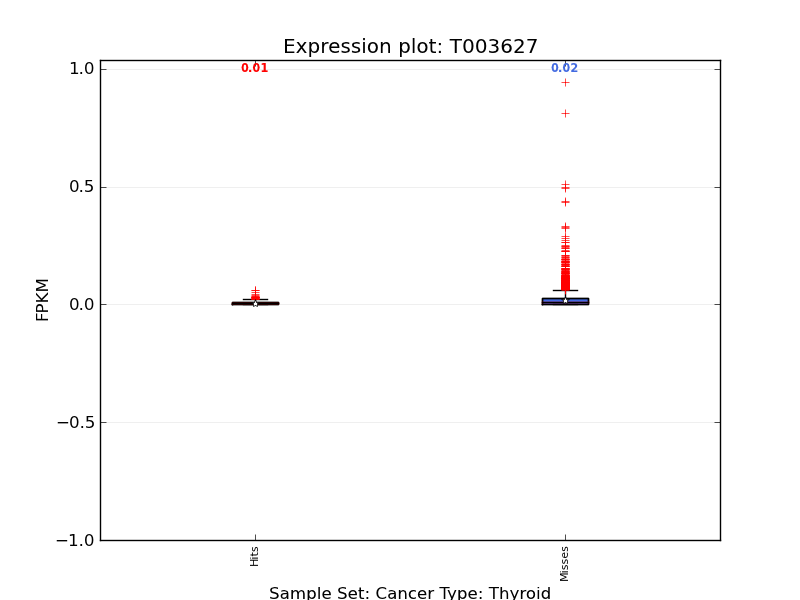 Expression plot: T003627
0.01
0.02
1.0
0.5
0.0
−0.5
−1.0
FPKM
Hits
Misses
Sample Set: Cancer Type: Thyroid